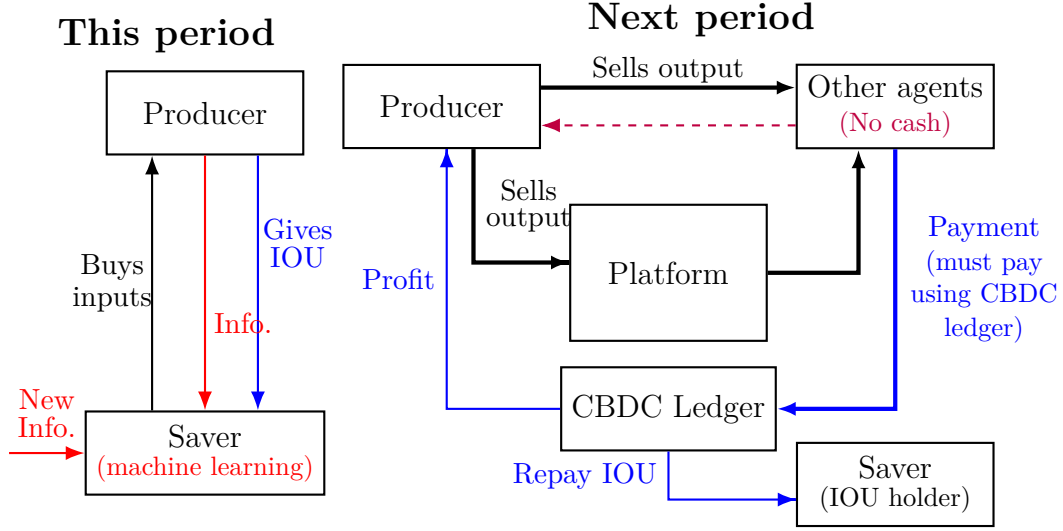 This period
Producer
Gives
IOU
Buys
inputs
Info.
New
Info.
Saver
(machine learning)
Next period
Producer
Sells output
Other agents
(No cash)
Sells
output
Platform
Profit
Payment
(must pay
using CBDC
ledger)
CBDC Ledger
Repay IOU
Saver
(IOU holder)